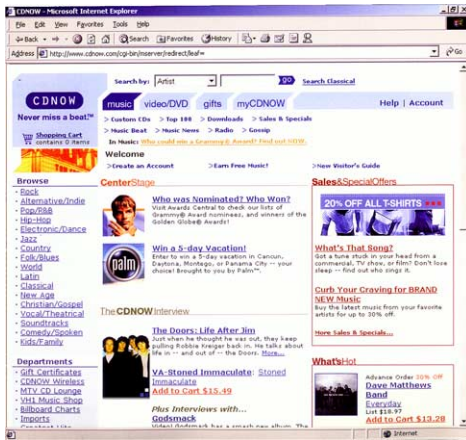 CDNOW - Microsoft Internet Explorer
File Edit View Favorites Tools Help
Back Search Favorites History
Address http://www.cdnow.com/cgi-bin/mserver/redirect/leaf= Go
Search by: Artist go Search Classical
CDNOW
Never miss a beat.™
music video/DVD gifts myCDNOW Help | Account
> Custom CDs > Top 100 > Downloads > Sales & Specials
> Music Beat > Music News > Radio > Gossip
In Music: Who could win a Grammy® Award? Find out NOW.
Shopping Cart
contains 0 items
Welcome
>Create an Account >Earn Free Music! >New Visitor's Guide
Browse
- Rock
- Alternative/Indie
- Pop/R&B
- Hip-Hop
- Electronic/Dance
- Jazz
- Country
- Folk/Blues
- World
- Latin
- Classical
- New Age
- Christian/Gospel
- Vocal/Theatrical
- Soundtracks
- Comedy/Spoken
- Kids/Family
Departments
- Gift Certificates
- CDNOW Wireless
- MTV CD Lounge
- VH1 Music Shop
- Billboard Charts
- Imports
CenterStage
Who was Nominated? Who Won?
Visit Awards Central to check our lists of
Grammy® Award nominees, and winners of the
Golden Globe® Awards!
palm
Win a 5-day Vacation!
Enter to win a 5-day vacation in Cancun,
Daytona, Montego, or Panama City -- your
choice! Brought to you by Palm™.
The CDNOW Interview
The Doors: Life After Jim
Just when he thought he was out, they keep
pulling Robbie Kreigar back in. He talks about
life in -- and out of -- the Doors. More...
VA-Stoned Immaculate: Stoned
Immaculate
Add to Cart $15.49
Plus Interviews with...
Godsmack
Video! Godsmack has a smash new album. The
Sales&SpecialOffers
20% OFF ALL T-SHIRTS
What's That Song?
Got a tune stuck in your head from a
commercial, TV show, or film? Don't lose
sleep -- find out who sings it.
Curb Your Craving for BRAND
NEW Music
Buy the latest music from your favorite
artists for up to 30% off.
More Sales & Specials...
What'sHot
Advance Order 30% Off
Dave Matthews
Band
Everyday
List $18.97
Add to Cart $13.28
Internet